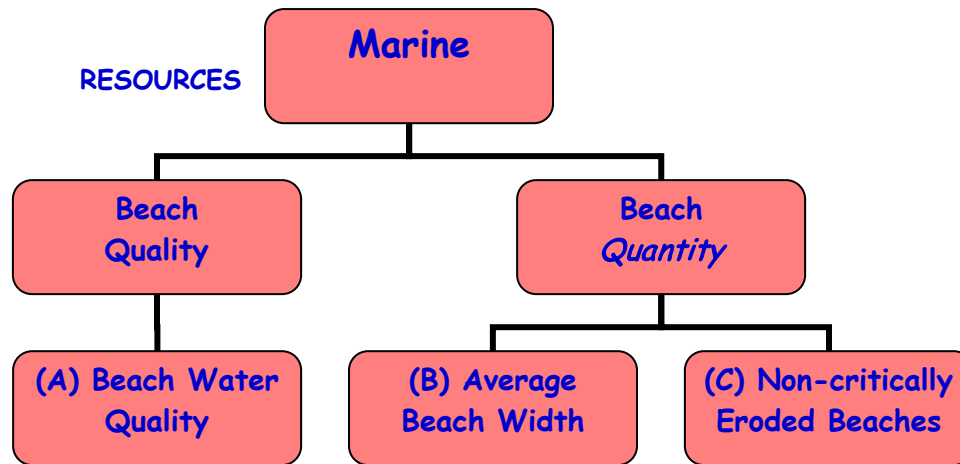 Marine
RESOURCES
Beach
Quality
Beach
Quantity
(A) Beach Water
Quality
(B) Average
Beach Width
(C) Non-critically
Eroded Beaches